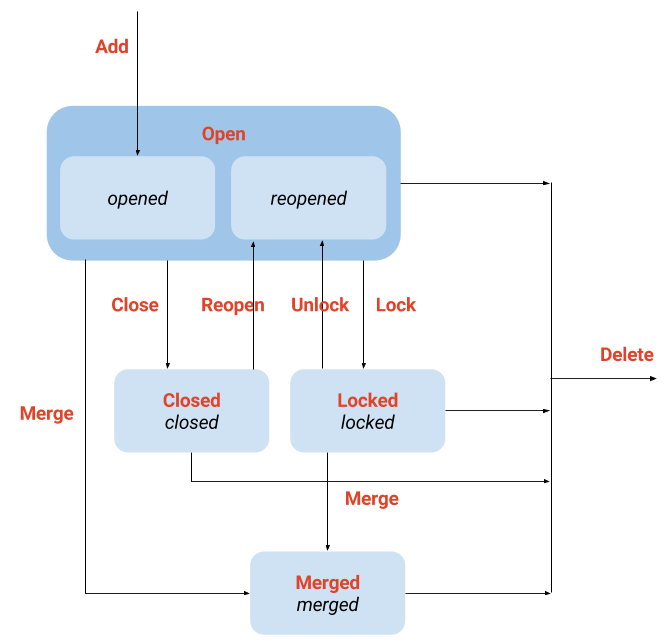 Add
Open
opened
reopened
Close
Reopen
Unlock
Lock
Delete
Closed
closed
Locked
locked
Merge
Merge
Merged
merged